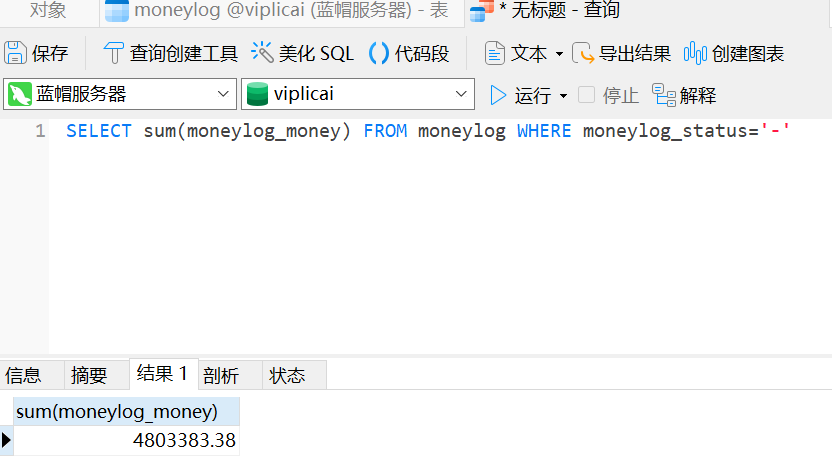 对象 moneylog @viplicai (蓝帽服务器) - 表 * 无标题 - 查询
保存 查询创建工具 美化 SQL 代码段 文本 导出结果 创建图表
蓝帽服务器 viplicai 运行 停止 解释
1 SELECT sum(moneylog_money) FROM moneylog WHERE moneylog_status='-'
信息 摘要 结果 1 剖析 状态
sum(moneylog_money)
4803383.38